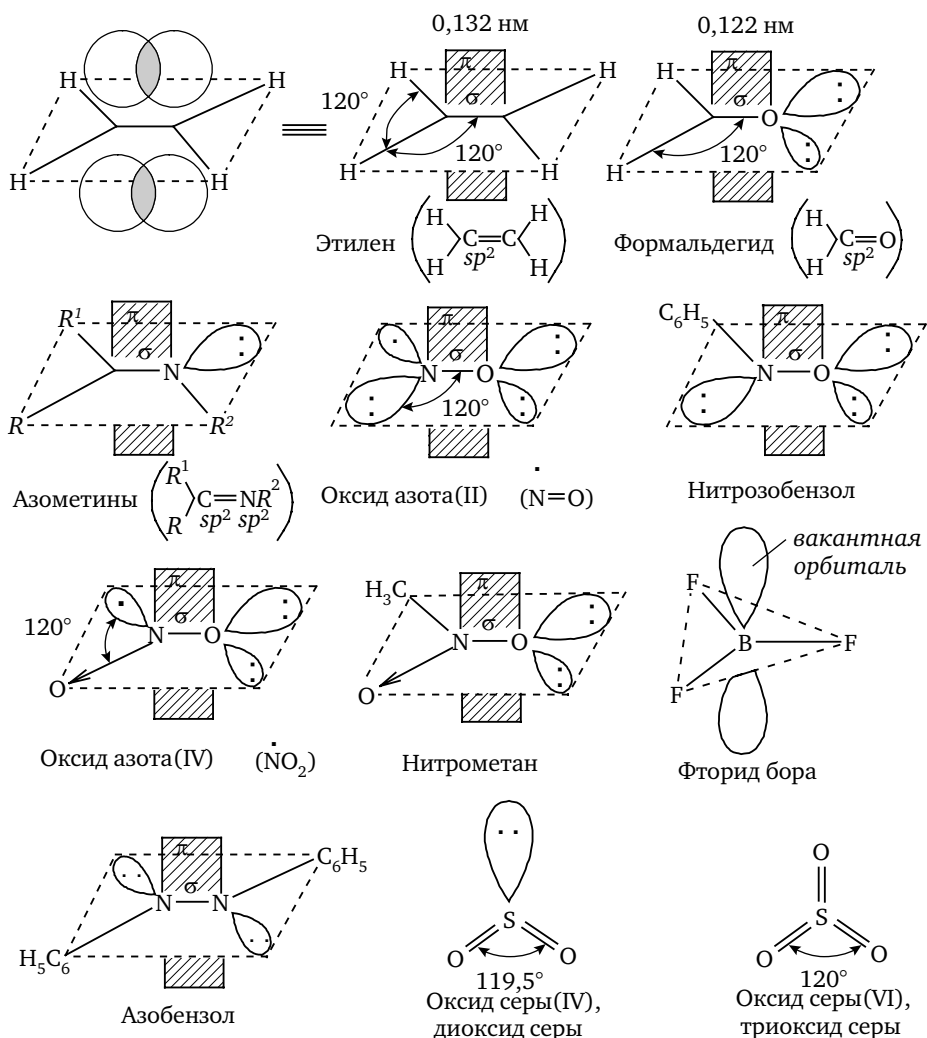 0,132 нм
0,122 нм
H
H
H
H
120°
H
H
H
H
π
σ
120°
H
H
π
σ
O
120°
Этилен
H
H
C=C
sp²
H
H
Формальдегид
H
H
C=O
sp²
R¹
R
π
σ
N
R²
π
σ
N
O
120°
C₆H₅
π
σ
N
O
Азометины
R¹
R
C=NR²
sp² sp²
Оксид азота(II) (N=O)
Нитрозобензол
120°
π
σ
N
O
O
H₃C
π
σ
N
O
O
вакантная
орбиталь
F
F
B
F
Оксид азота(IV) (NO₂)
Нитрометан
Фторид бора
π
σ
N
N
C₆H₅
H₅C₆
Азобензол
S
O
O
119,5°
Оксид серы(IV),
диоксид серы
O
S
O
O
120°
Оксид серы(VI),
триоксид серы